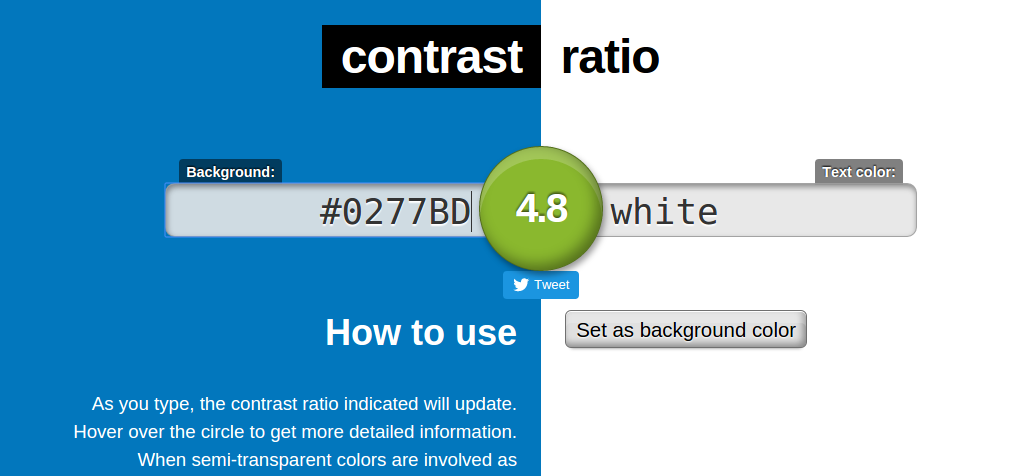 contrast ratio
Background:
Text color:
#0277BD
4.8
white
Tweet
How to use
Set as background color
As you type, the contrast ratio indicated will update.
Hover over the circle to get more detailed information.
When semi-transparent colors are involved as